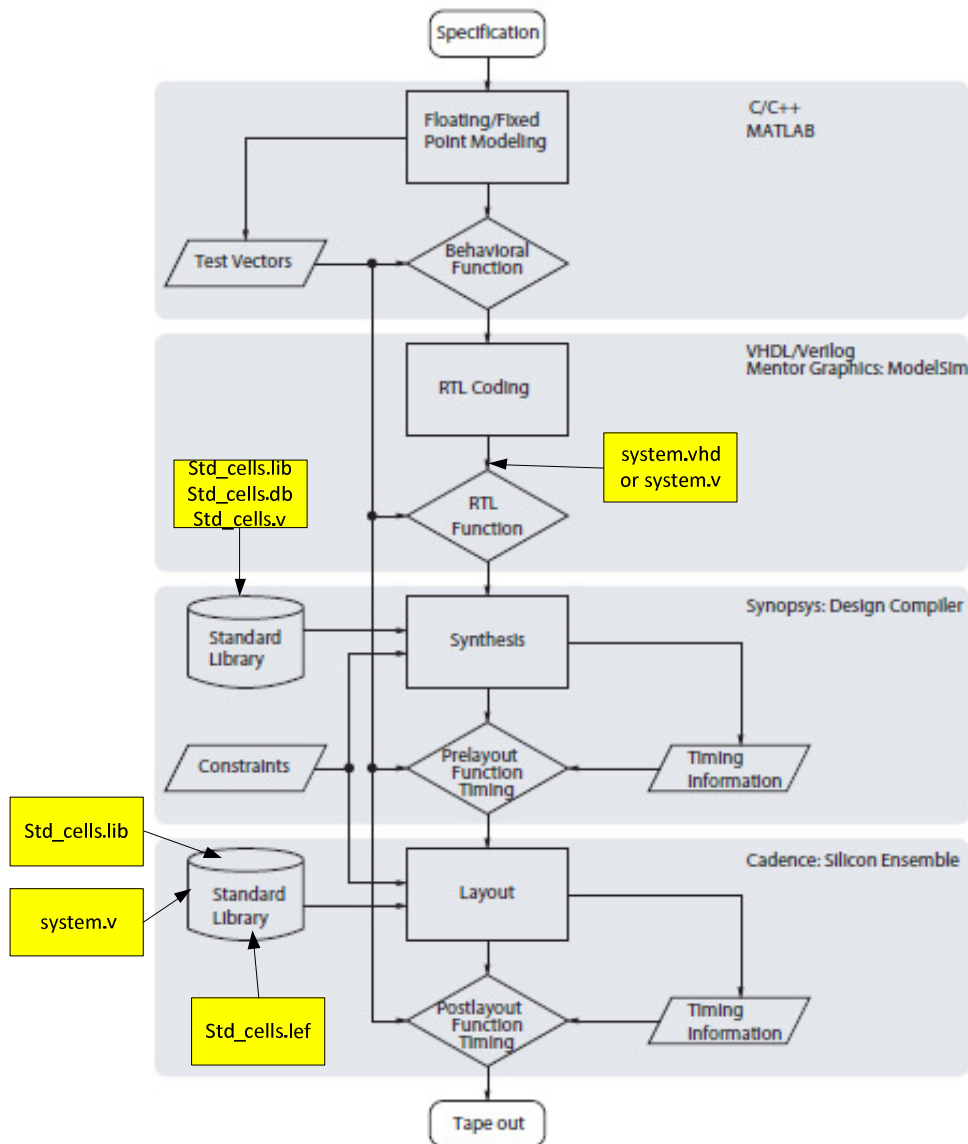 Specification
Floating/Fixed
Point Modeling
C/C++
MATLAB
Test Vectors
Behavioral
Function
VHDL/Verilog
Mentor Graphics: ModelSim
RTL Coding
system.vhd
or system.v
Std_cells.lib
Std_cells.db
Std_cells.v
RTL
Function
Synopsys: Design Compiler
Standard
Library
Synthesis
Constraints
Prelayout
Function
Timing
Timing
Information
Std_cells.lib
Cadence: Silicon Ensemble
Standard
Library
Layout
system.v
Std_cells.lef
Postlayout
Function
Timing
Timing
Information
Tape out